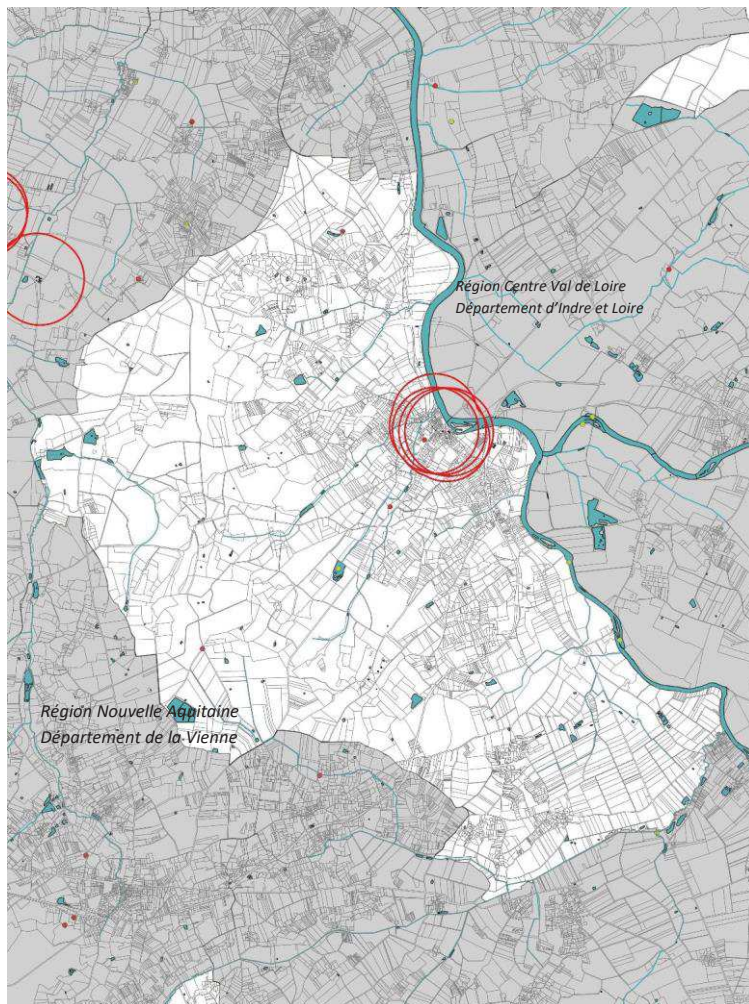 Région Centre Val de Loire
Département d'Indre et Loire
Région Nouvelle Aquitaine
Département de la Vienne